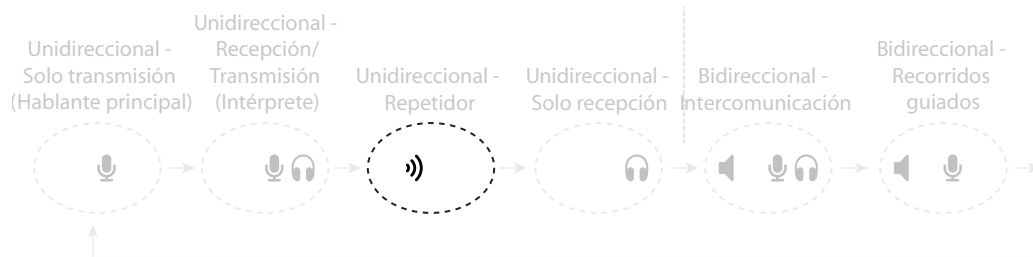 Unidireccional -
Solo transmisión
(Hablante principal)
Unidireccional -
Recepción/
Transmisión
(Intérprete)
Unidireccional -
Repetidor
Unidireccional -
Solo recepción
Bidireccional -
Intercomunicación
Bidireccional -
Recorridos
guiados